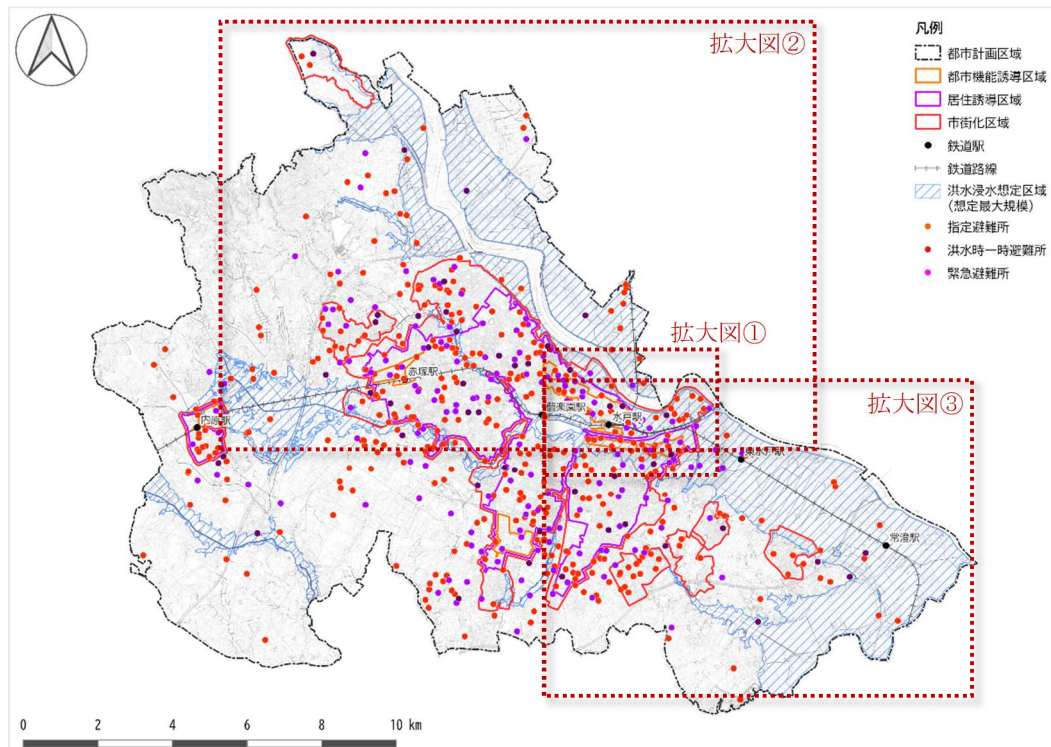 拡大図②
凡例
都市計画区域
都市機能誘導区域
居住誘導区域
市街化区域
鉄道駅
鉄道路線
洪水浸水想定区域
(想定最大規模)
指定避難所
洪水時一時避難所
緊急避難所
拡大図①
赤塚駅
拡大図③
偕楽園駅
水戸駅
内原駅
東水戸駅
常澄駅
0 2 4 6 8 10 km